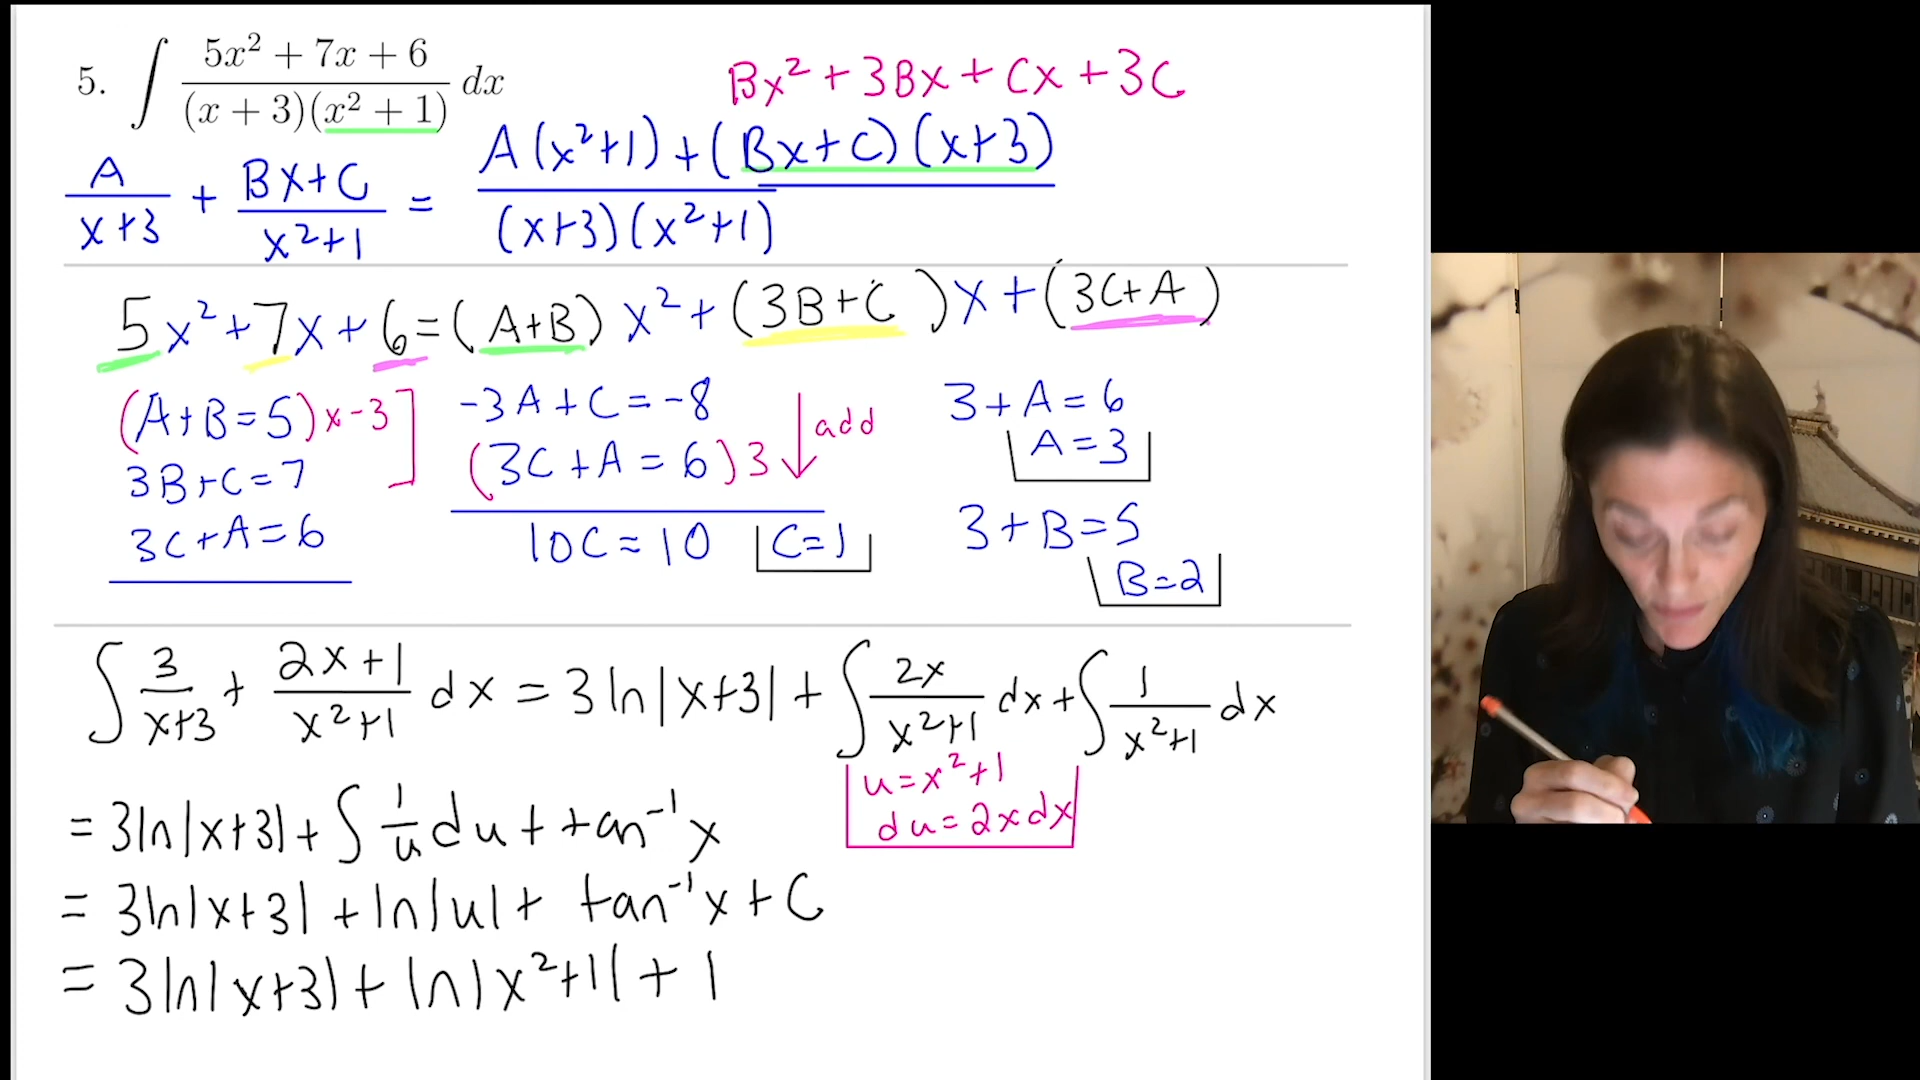 5. ∫ (5x² + 7x + 6)/((x + 3)(x² + 1)) dx
Bx² + 3Bx + Cx + 3C
A/(x+3) + (Bx+C)/(x²+1) = (A(x²+1) + (Bx+C)(x+3))/((x+3)(x²+1))
5x² + 7x + 6 = (A+B) x² + (3B+C)x + (3C+A)
(A+B=5)x-3
3B+C=7
3C+A=6
-3A+C=-8
(3C+A=6)3
add
10C=10
C=1
3+A=6
A=3
3+B=5
B=2
∫ 3/(x+3) + (2x+1)/(x²+1) dx = 3ln|x+3| + ∫ 2x/(x²+1) dx + ∫ 1/(x²+1) dx
u=x²+1
du=2xdx
= 3ln|x+3| + ∫ 1/u du + tan⁻¹x
= 3ln|x+3| + ln|u| + tan⁻¹x + C
= 3ln|x+3| + ln|x²+1| + 1